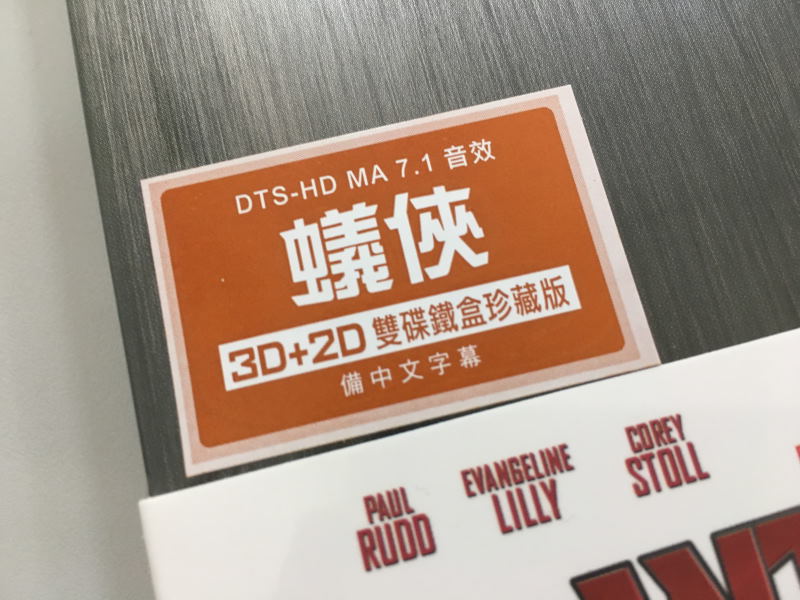 DTS-HD MA 7.1 音效
蟻俠
3D+2D 雙碟鐵盒珍藏版
備中文字幕
PAUL RUDD
EVANGELINE LILLY
COREY STOLL